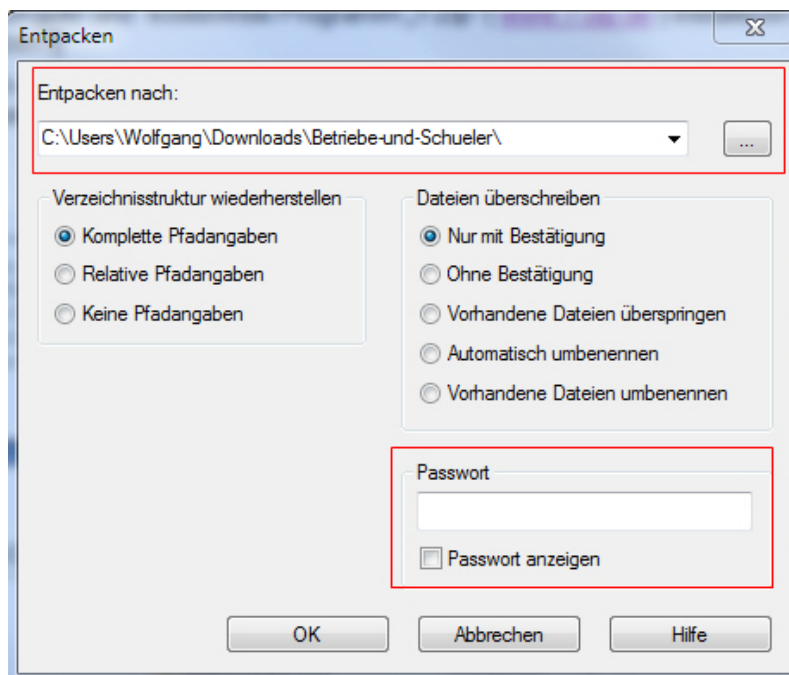 Entpacken
Entpacken nach:
C:\Users\Wolfgang\Downloads\Betriebe-und-Schueler\
...
Verzeichnisstruktur wiederherstellen
Komplette Pfadangaben
Relative Pfadangaben
Keine Pfadangaben
Dateien überschreiben
Nur mit Bestätigung
Ohne Bestätigung
Vorhandene Dateien überspringen
Automatisch umbenennen
Vorhandene Dateien umbenennen
Passwort
Passwort anzeigen
OK
Abbrechen
Hilfe